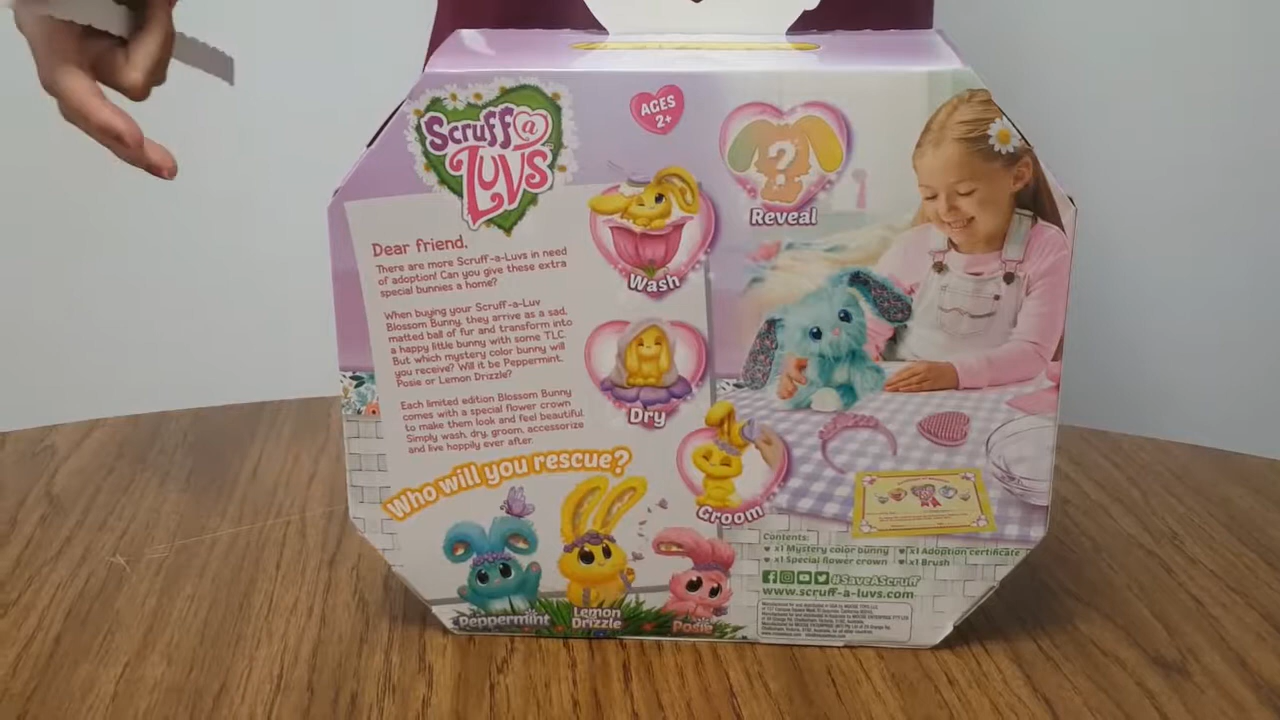 Scruff a
Luvs
AGES
2+
Dear friend,
There are more Scruff-a-Luvs in need
of adoption! Can you give these extra
special bunnies a home?
When buying your Scruff-a-Luv
Blossom Bunny, they arrive as a sad,
matted ball of fur and transform into
a happy little bunny with some TLC.
But which mystery color bunny will
you receive? Will it be Peppermint,
Posie or Lemon Drizzle?
Each limited edition Blossom Bunny
comes with a special flower crown
to make them look and feel beautiful.
Simply wash, dry, groom, accessorize
and live happily ever after.
Wash
Dry
Groom
?
Reveal
Who will you rescue?
Peppermint
Lemon
Drizzle
Posie
Contents:
x1 Mystery color bunny
x1 Adoption certificate
x1 Special flower crown
x1 Brush
#SaveAScruff
www.scruff-a-luvs.com